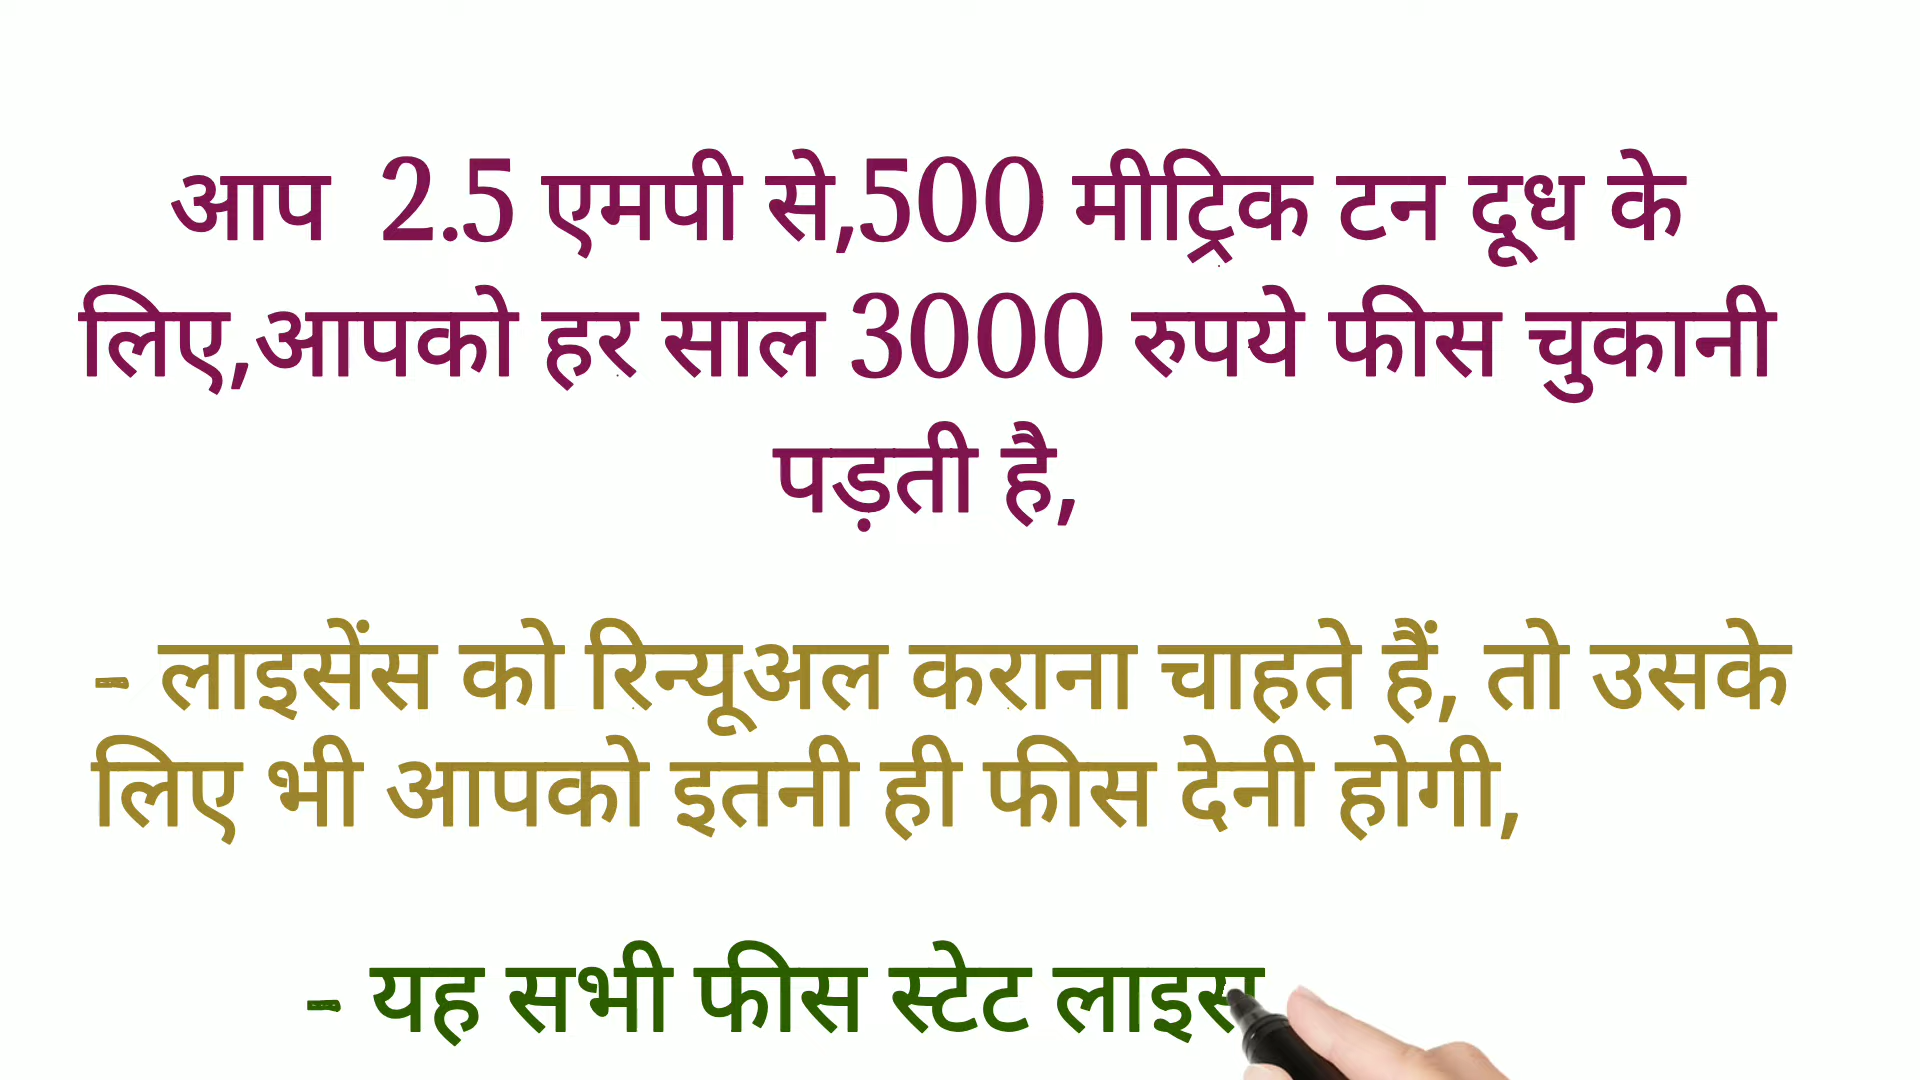 आप 2.5 एमपी से,500 मीट्रिक टन दूध के
लिए,आपको हर साल 3000 रुपये फीस चुकानी
पड़ती है,
- लाइसेंस को रिन्यूअल कराना चाहते हैं, तो उसके
लिए भी आपको इतनी ही फीस देनी होगी,
- यह सभी फीस स्टेट लाइस